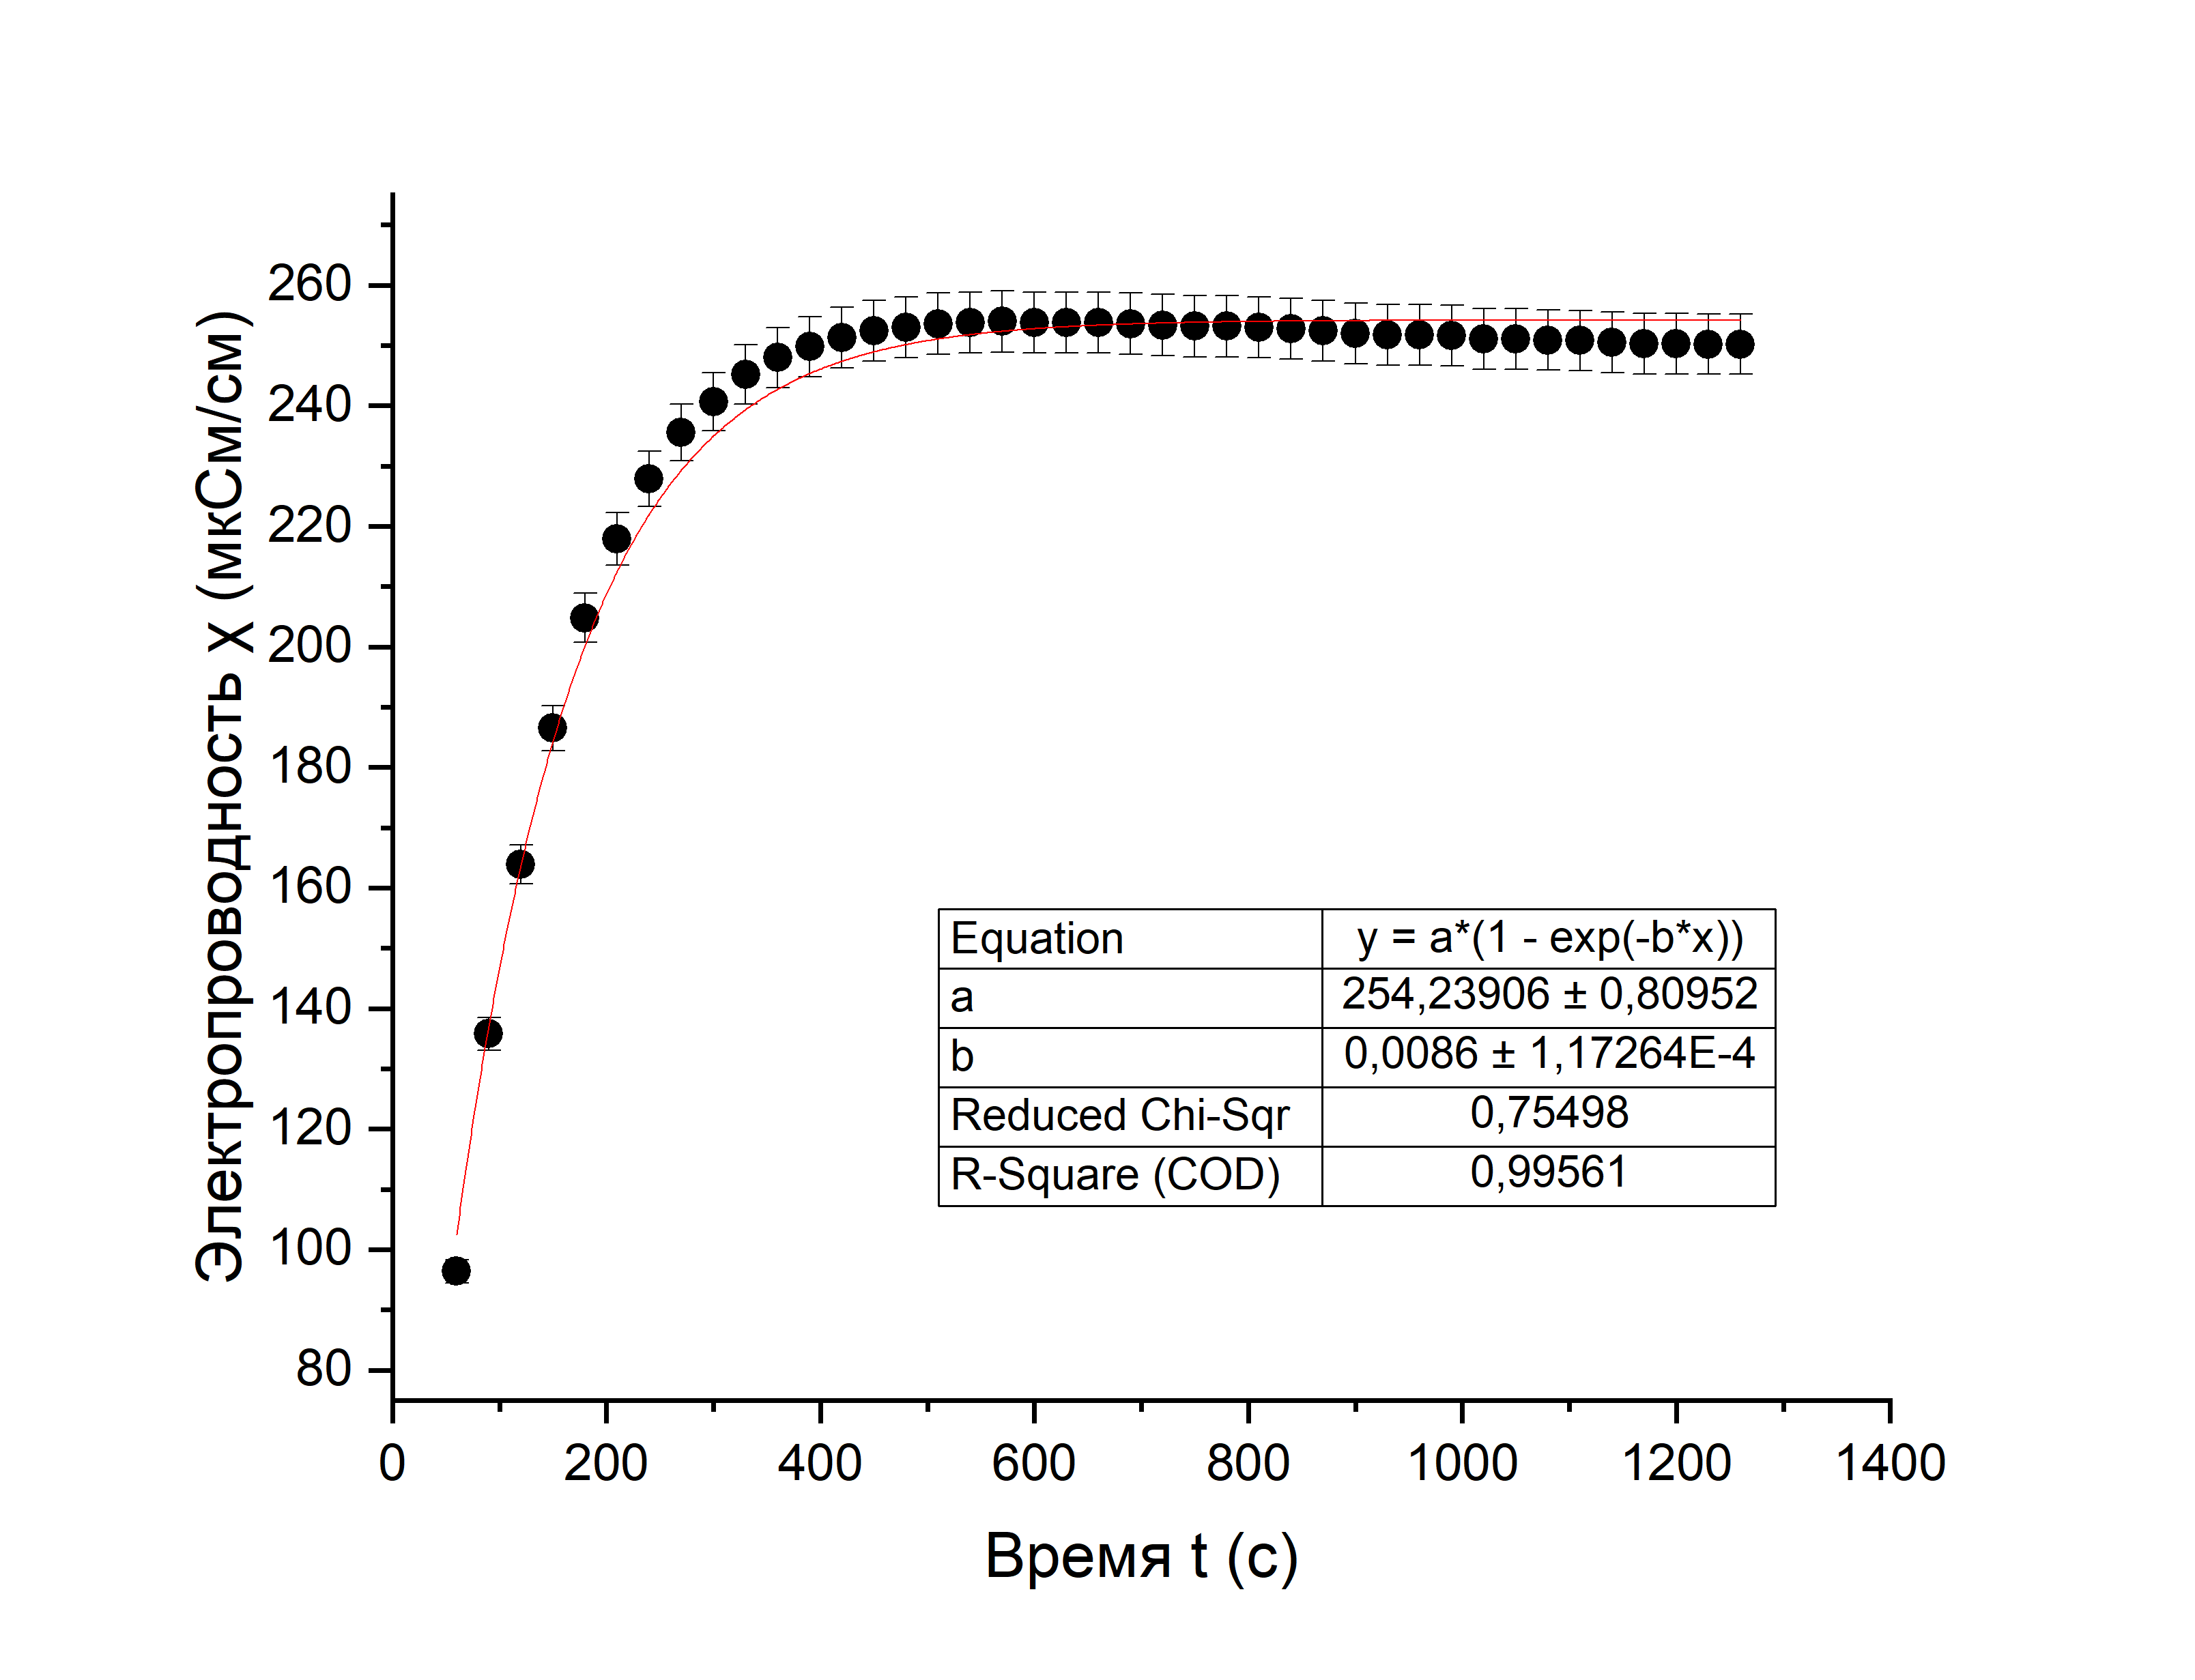 Электропроводность X (мкСм/см)
260
240
220
200
180
160
140
120
100
80
Equation y = a*(1 - exp(-b*x))
a 254,23906 ± 0,80952
b 0,0086 ± 1,17264E-4
Reduced Chi-Sqr 0,75498
R-Square (COD) 0,99561
0 200 400 600 800 1000 1200 1400
Время t (с)